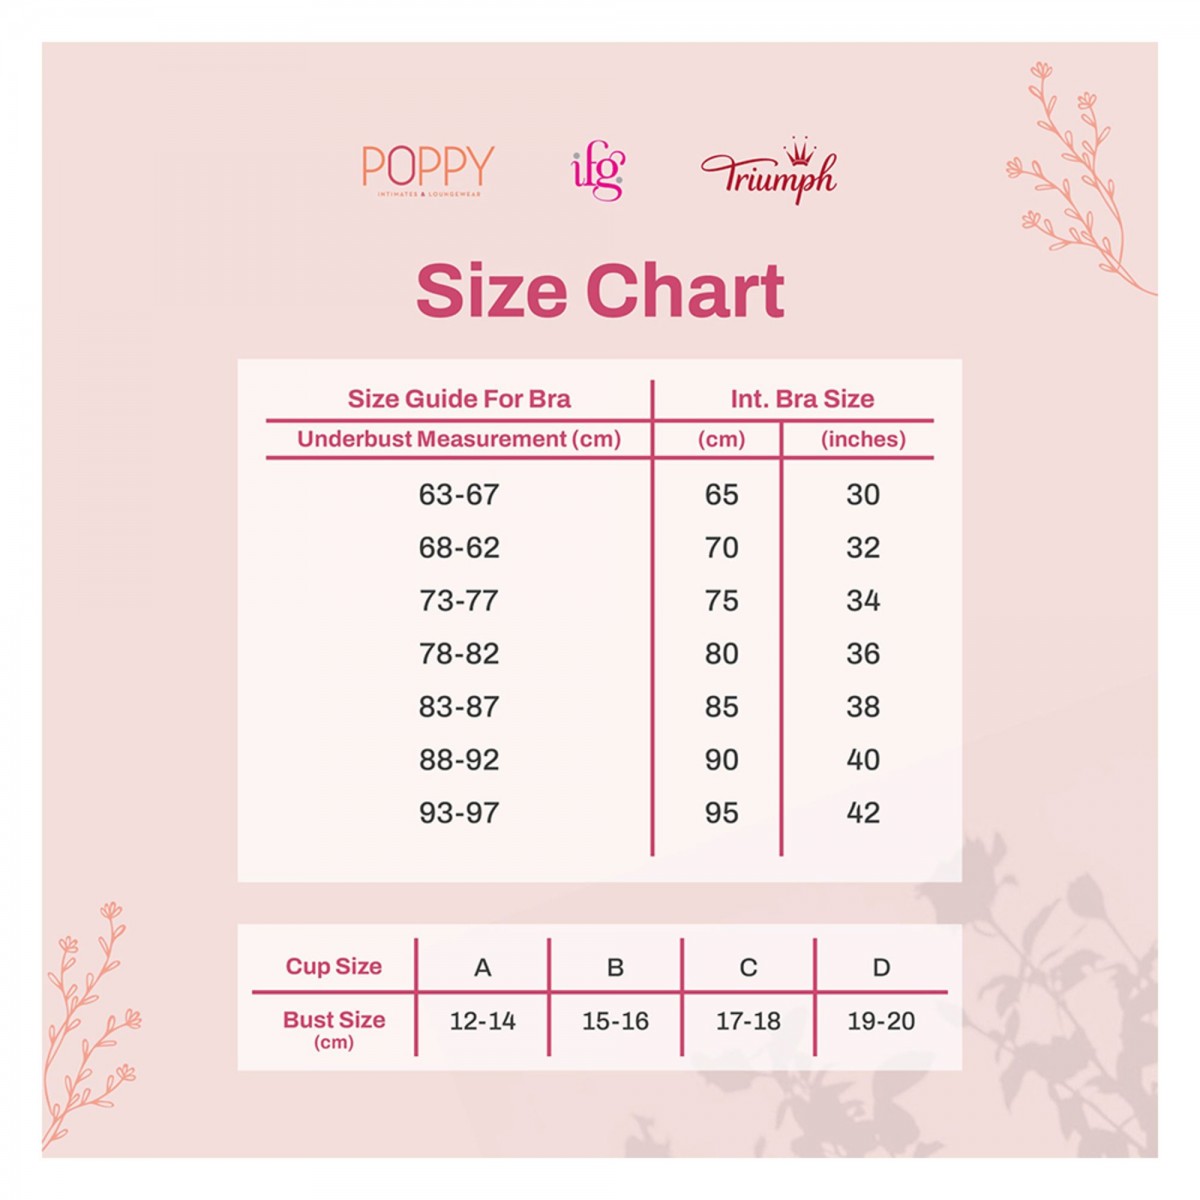 POPPY
INTIMATES & LOUNGEWEAR
ifg
Triumph
Size Chart
Size Guide For Bra Int. Bra Size
Underbust Measurement (cm) (cm) (inches)
63-67 65 30
68-62 70 32
73-77 75 34
78-82 80 36
83-87 85 38
88-92 90 40
93-97 95 42
Cup Size A B C D
Bust Size 12-14 15-16 17-18 19-20
(cm)